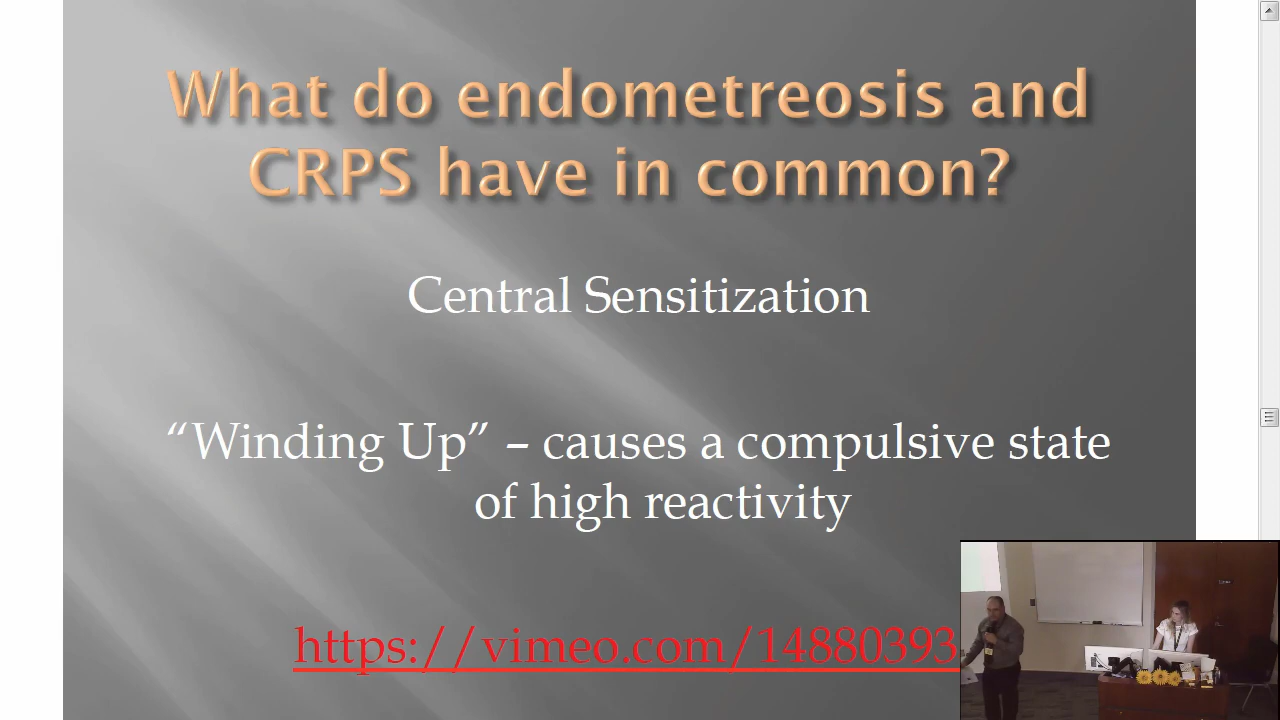 What do endometreosis and
CRPS have in common?
Central Sensitization
“Winding Up” – causes a compulsive state
of high reactivity
https://vimeo.com/14880393